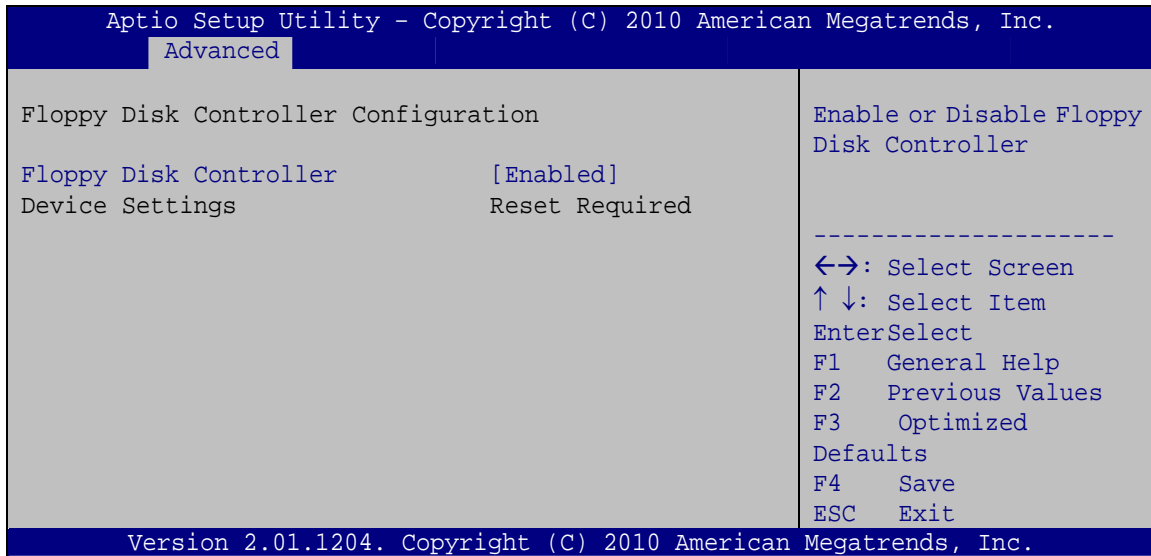 Aptio Setup Utility – Copyright (C) 2010 American Megatrends, Inc.
Advanced
Floppy Disk Controller Configuration
Floppy Disk Controller [Enabled]
Device Settings Reset Required
Enable or Disable Floppy
Disk Controller
---------------------
←→: Select Screen
↑ ↓: Select Item
EnterSelect
F1 General Help
F2 Previous Values
F3 Optimized
Defaults
F4 Save
ESC Exit
Version 2.01.1204. Copyright (C) 2010 American Megatrends, Inc.